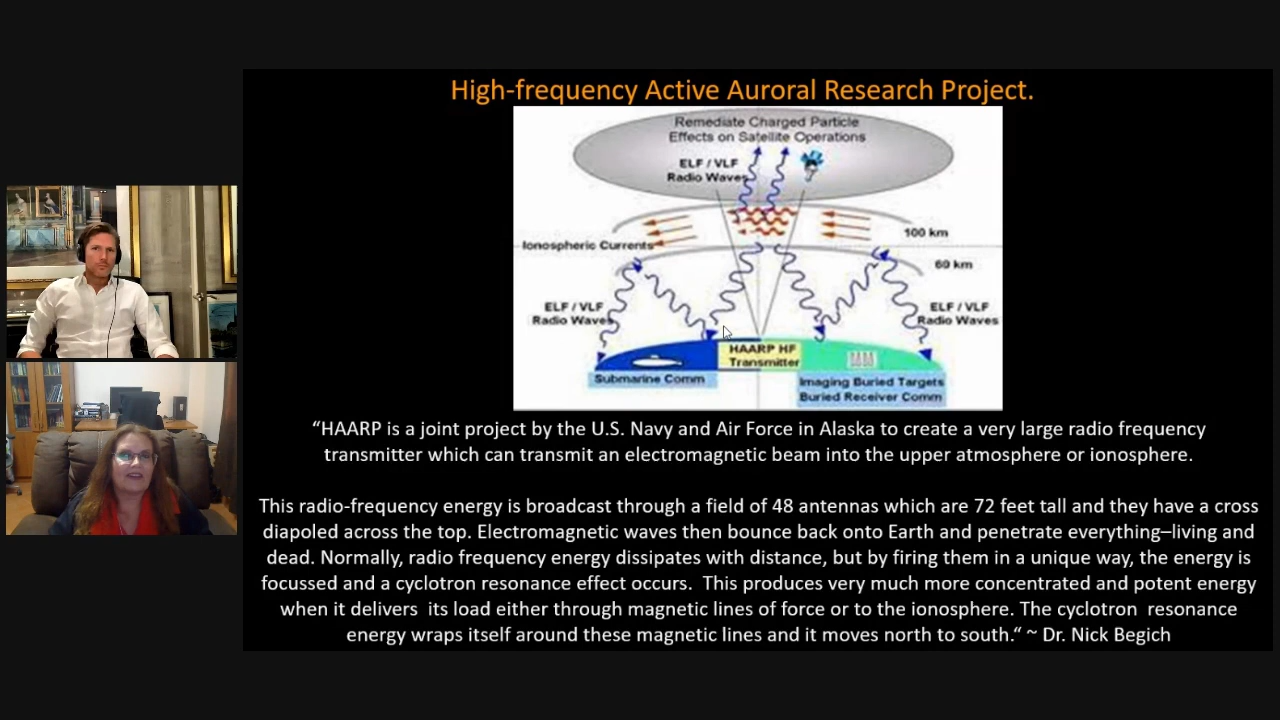 High-frequency Active Auroral Research Project.
Remediate Charged Particle
Effects on Satellite Operations
ELF / VLF
Radio Waves
100 km
Ionospheric Currents
60 km
ELF / VLF
Radio Waves
ELF / VLF
Radio Waves
HAARP HF
Transmitter
Submarine Comm
Imaging Buried Targets
Buried Receiver Comm
“HAARP is a joint project by the U.S. Navy and Air Force in Alaska to create a very large radio frequency
transmitter which can transmit an electromagnetic beam into the upper atmosphere or ionosphere.
This radio-frequency energy is broadcast through a field of 48 antennas which are 72 feet tall and they have a cross
diapoled across the top. Electromagnetic waves then bounce back onto Earth and penetrate everything–living and
dead. Normally, radio frequency energy dissipates with distance, but by firing them in a unique way, the energy is
focussed and a cyclotron resonance effect occurs. This produces very much more concentrated and potent energy
when it delivers its load either through magnetic lines of force or to the ionosphere. The cyclotron resonance
energy wraps itself around these magnetic lines and it moves north to south.“ ~ Dr. Nick Begich